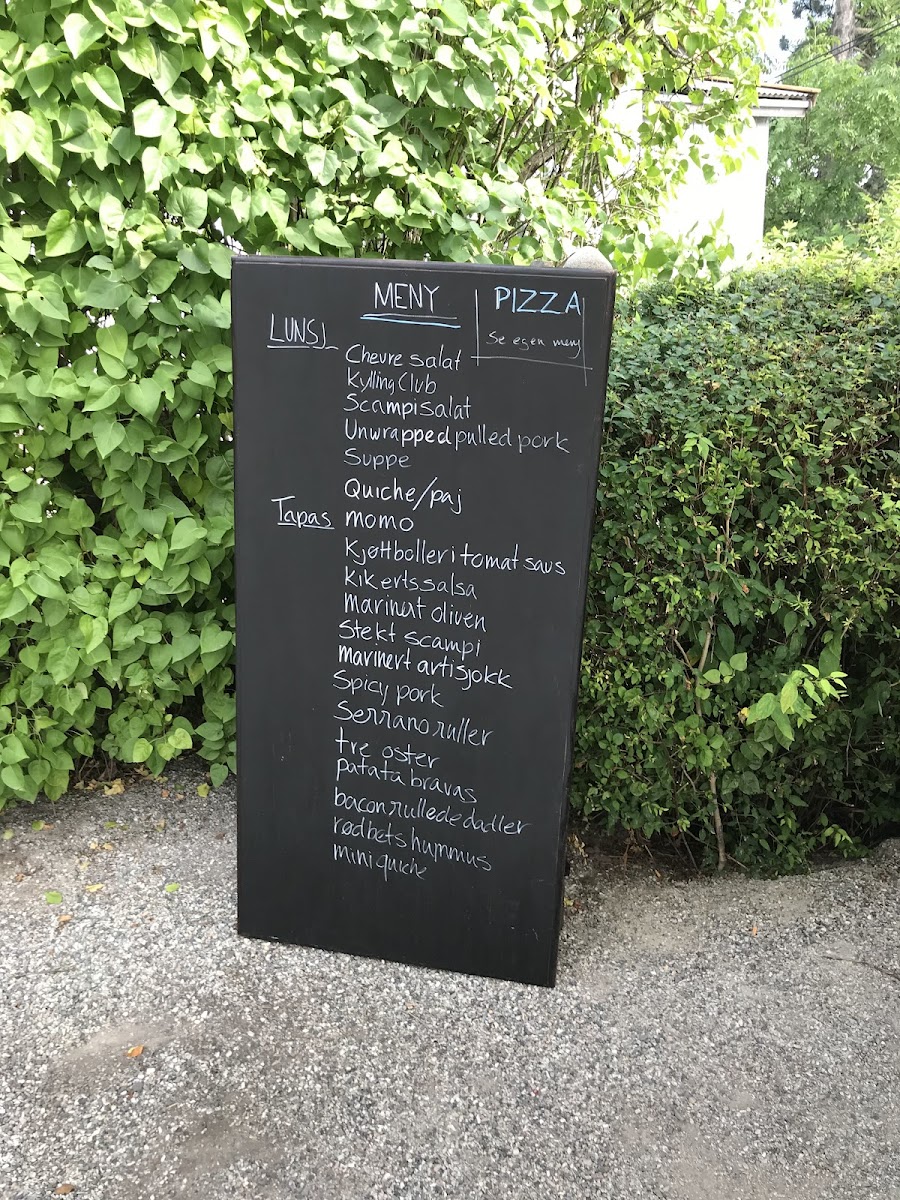 MENY
PIZZA
Se egen meny
LUNSJ
Chevre salat
Kylling Club
Scampi salat
Unwrapped pulled pork
Suppe
Quiche/paj
Tapas momo
Kjøttboller i tomat saus
kikertssalsa
Marinert oliven
Stekt scampi
marinert artisjokk
Spicy pork
Serrano ruller
tre oster
patata bravas
bacon rullede dadler
rødbets hummus
mini quiche